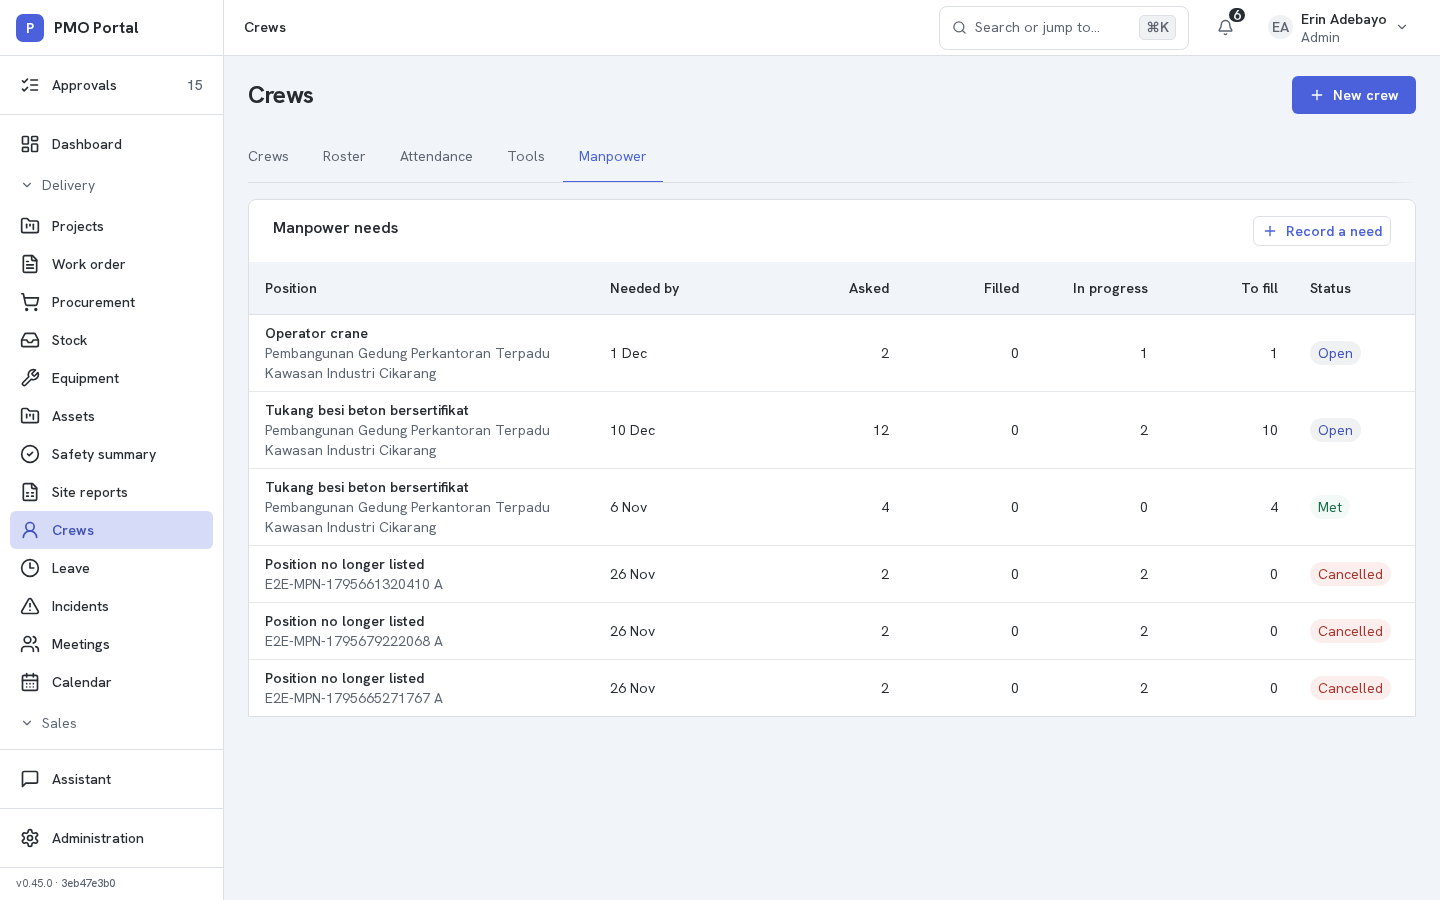 P PMO Portal
Crews
Search or jump to... ⌘K
6
EA
Erin Adebayo
Admin
Approvals 15
Dashboard
Delivery
Projects
Work order
Procurement
Stock
Equipment
Assets
Safety summary
Site reports
Crews
Leave
Incidents
Meetings
Calendar
Sales
Assistant
Administration
v0.45.0 · 3eb47e3b0
Crews
New crew
Crews Roster Attendance Tools Manpower
Manpower needs
Record a need
Position Needed by Asked Filled In progress To fill Status
Operator crane
Pembangunan Gedung Perkantoran Terpadu
Kawasan Industri Cikarang
1 Dec 2 0 1 1 Open
Tukang besi beton bersertifikat
Pembangunan Gedung Perkantoran Terpadu
Kawasan Industri Cikarang
10 Dec 12 0 2 10 Open
Tukang besi beton bersertifikat
Pembangunan Gedung Perkantoran Terpadu
Kawasan Industri Cikarang
6 Nov 4 0 0 4 Met
Position no longer listed
E2E-MPN-1795661320410 A
26 Nov 2 0 2 0 Cancelled
Position no longer listed
E2E-MPN-1795679222068 A
26 Nov 2 0 2 0 Cancelled
Position no longer listed
E2E-MPN-1795665271767 A
26 Nov 2 0 2 0 Cancelled